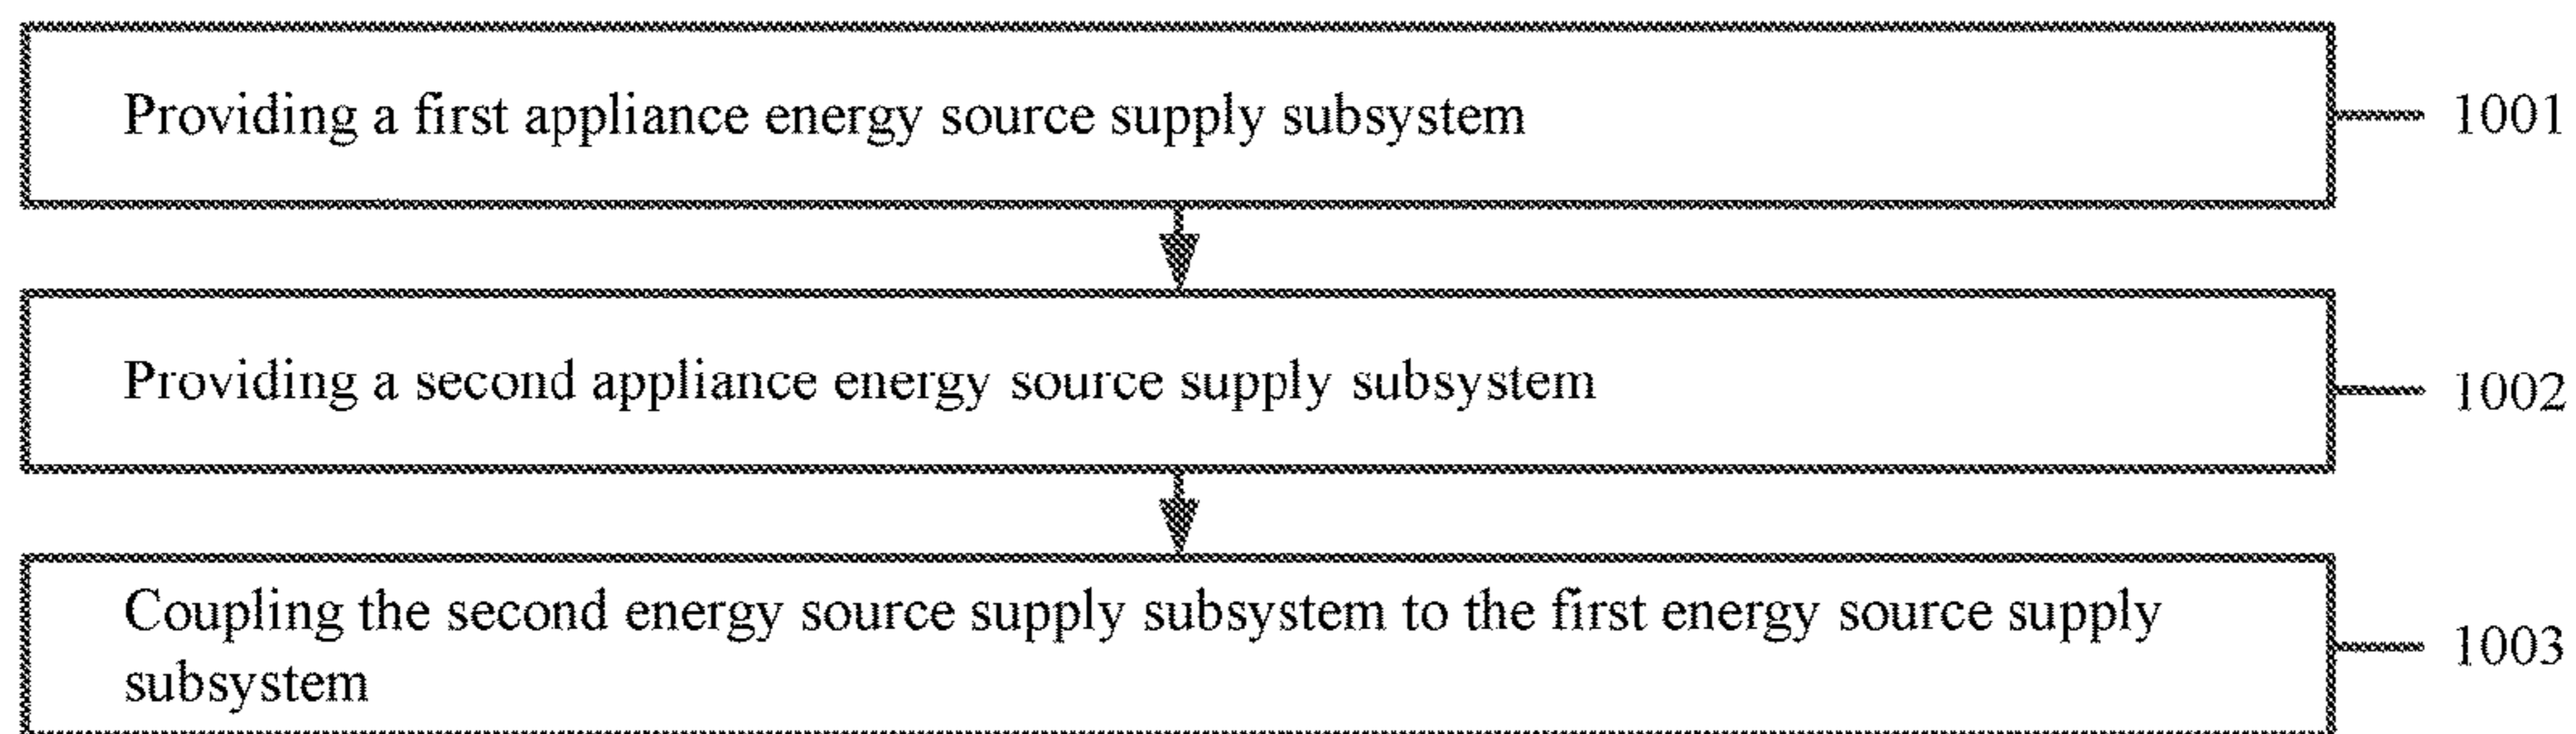 Providing a first appliance energy source supply subsystem
1001
Providing a second appliance energy source supply subsystem
1002
Coupling the second energy source supply subsystem to the first energy source supply
subsystem
1003